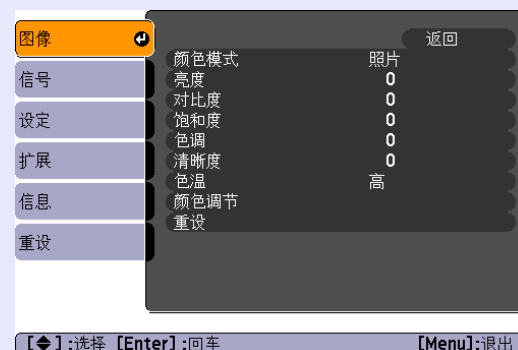 图像
信号
设定
扩展
信息
重设
返回
颜色模式 照片
亮度 0
对比度 0
饱和度 0
色调 0
清晰度 0
色温 高
颜色调节
重设
[◆]:选择 [Enter]:回车 [Menu]:退出